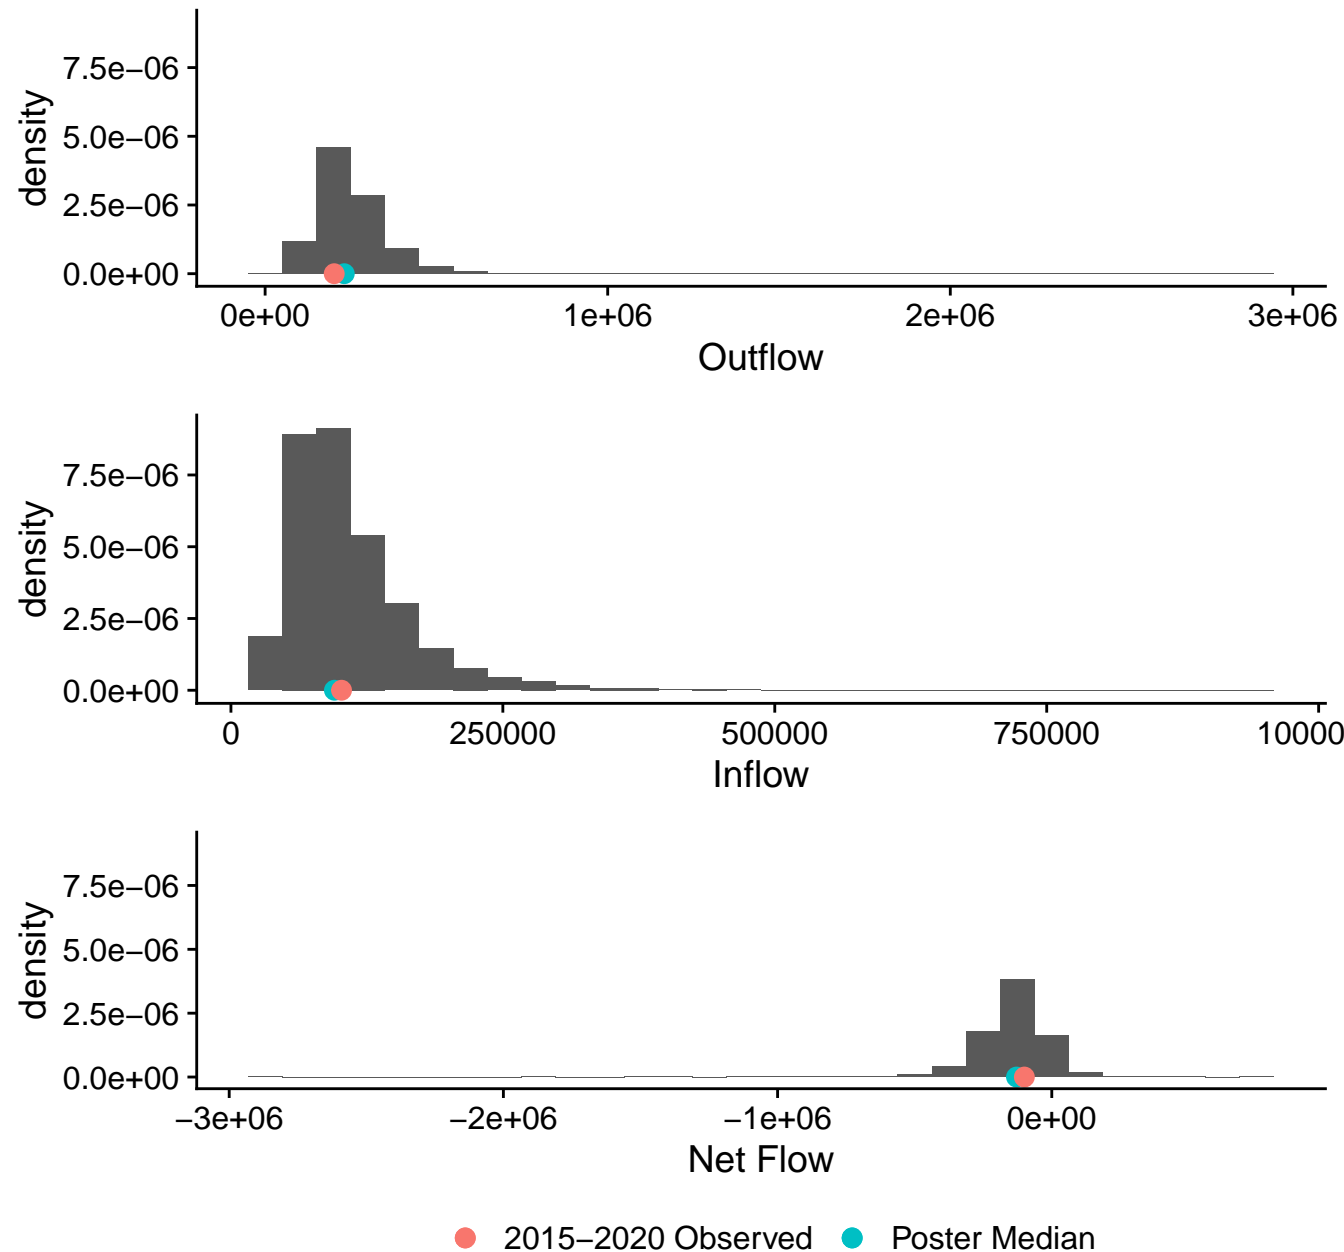 density
7.5e−06
5.0e−06
2.5e−06
0.0e+00
0e+00 1e+06 2e+06 3e+06
Outflow
density
7.5e−06
5.0e−06
2.5e−06
0.0e+00
0 250000 500000 750000 10000
Inflow
density
7.5e−06
5.0e−06
2.5e−06
0.0e+00
−3e+06 −2e+06 −1e+06 0e+00
Net Flow
2015−2020 Observed Poster Median